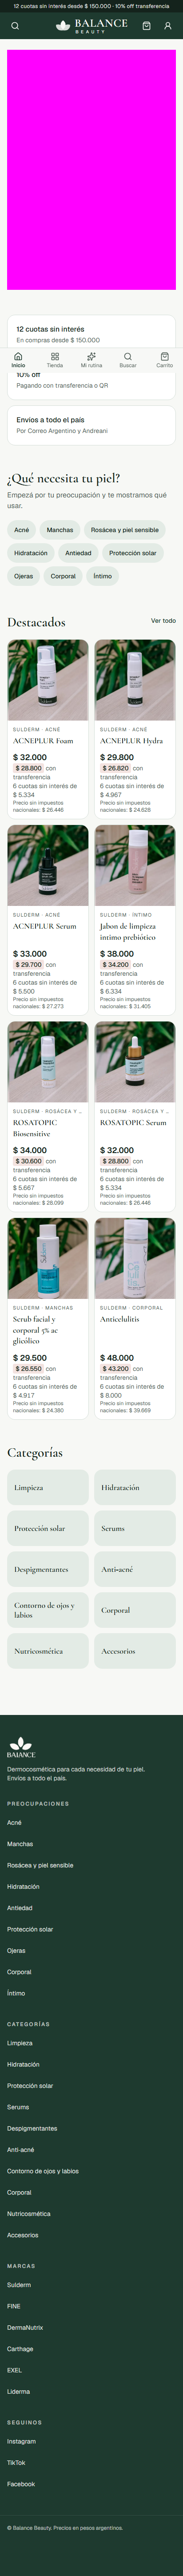 12 cuotas sin interés desde $ 150.000 · 10% off transferencia
BALANCE
BEAUTY
12 cuotas sin interés
En compras desde $ 150.000
Inicio
Tienda
Mi rutina
Buscar
Carrito
10% off
Pagando con transferencia o QR
Envíos a todo el país
Por Correo Argentino y Andreani
¿Qué necesita tu piel?
Empezá por tu preocupación y te mostramos qué
usar.
Acné
Manchas
Rosácea y piel sensible
Hidratación
Antiedad
Protección solar
Ojeras
Corporal
Íntimo
Destacados
Ver todo
SULDERM · ACNÉ
ACNEPLUR Foam
$ 32.000
$ 28.800 con
transferencia
6 cuotas sin interés de
$ 5.334
Precio sin impuestos
nacionales: $ 26.446
SULDERM · ACNÉ
ACNEPLUR Hydra
$ 29.800
$ 26.820 con
transferencia
6 cuotas sin interés de
$ 4.967
Precio sin impuestos
nacionales: $ 24.628
SULDERM · ACNÉ
ACNEPLUR Serum
$ 33.000
$ 29.700 con
transferencia
6 cuotas sin interés de
$ 5.500
Precio sin impuestos
nacionales: $ 27.273
SULDERM · ÍNTIMO
Jabon de limpieza
intimo prebiótico
$ 38.000
$ 34.200 con
transferencia
6 cuotas sin interés de
$ 6.334
Precio sin impuestos
nacionales: $ 31.405
SULDERM · ROSÁCEA Y …
ROSATOPIC
Biosensitive
$ 34.000
$ 30.600 con
transferencia
6 cuotas sin interés de
$ 5.667
Precio sin impuestos
nacionales: $ 28.099
SULDERM · ROSÁCEA Y …
ROSATOPIC Serum
$ 32.000
$ 28.800 con
transferencia
6 cuotas sin interés de
$ 5.334
Precio sin impuestos
nacionales: $ 26.446
SULDERM · MANCHAS
Scrub facial y
corporal 5% ac
glicólico
$ 29.500
$ 26.550 con
transferencia
6 cuotas sin interés de
$ 4.917
Precio sin impuestos
nacionales: $ 24.380
SULDERM · CORPORAL
Anticelulitis
$ 48.000
$ 43.200 con
transferencia
6 cuotas sin interés de
$ 8.000
Precio sin impuestos
nacionales: $ 39.669
Categorías
Limpieza
Hidratación
Protección solar
Serums
Despigmentantes
Anti-acné
Contorno de ojos y
labios
Corporal
Nutricosmética
Accesorios
BALANCE
Dermocosmética para cada necesidad de tu piel.
Envíos a todo el país.
PREOCUPACIONES
Acné
Manchas
Rosácea y piel sensible
Hidratación
Antiedad
Protección solar
Ojeras
Corporal
Íntimo
CATEGORÍAS
Limpieza
Hidratación
Protección solar
Serums
Despigmentantes
Anti-acné
Contorno de ojos y labios
Corporal
Nutricosmética
Accesorios
MARCAS
Sulderm
FINE
DermaNutrix
Carthage
EXEL
Liderma
SEGUINOS
Instagram
TikTok
Facebook
© Balance Beauty. Precios en pesos argentinos.